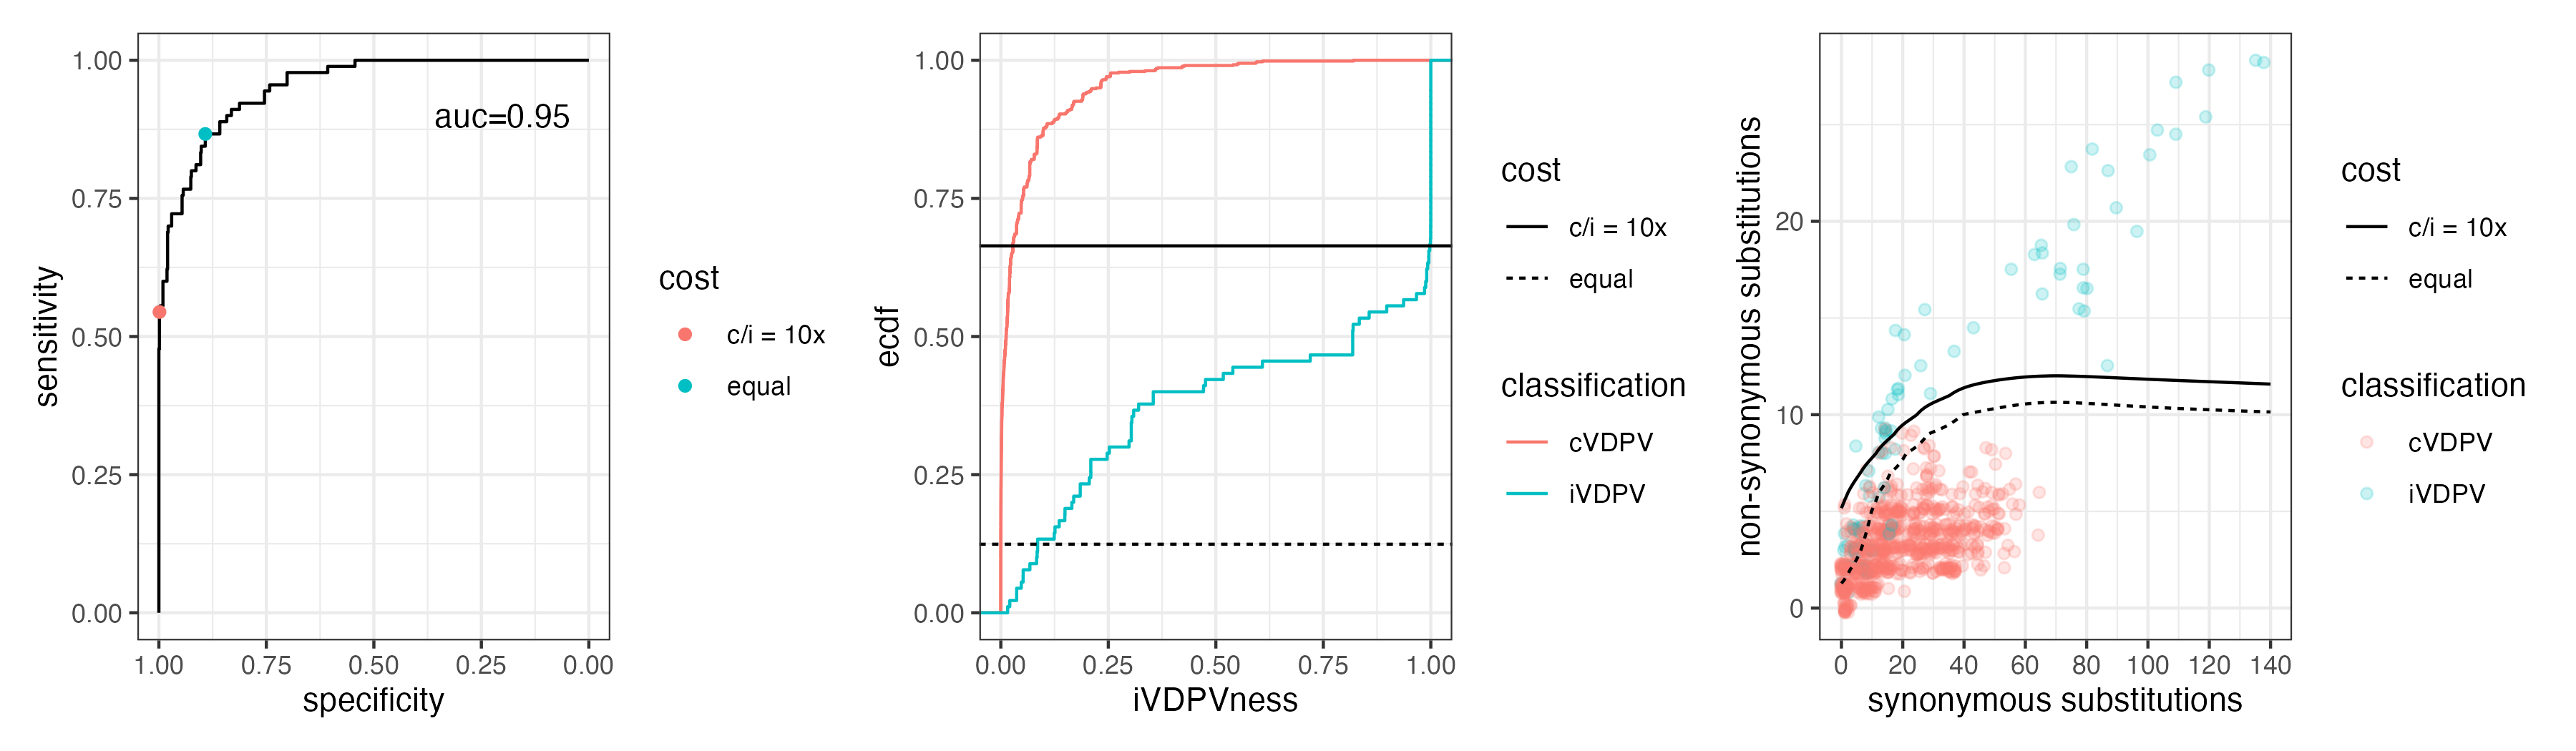 1.00
0.75
0.50
0.25
0.00
sensitivity
auc=0.95
1.00 0.75 0.50 0.25 0.00
specificity
cost
c/i = 10x
equal
1.00
0.75
0.50
0.25
0.00
ecdf
0.00 0.25 0.50 0.75 1.00
iVDPVness
cost
c/i = 10x
equal
classification
cVDPV
iVDPV
20
10
0
non-synonymous substitutions
0 20 40 60 80 100 120 140
synonymous substitutions
cost
c/i = 10x
equal
classification
cVDPV
iVDPV